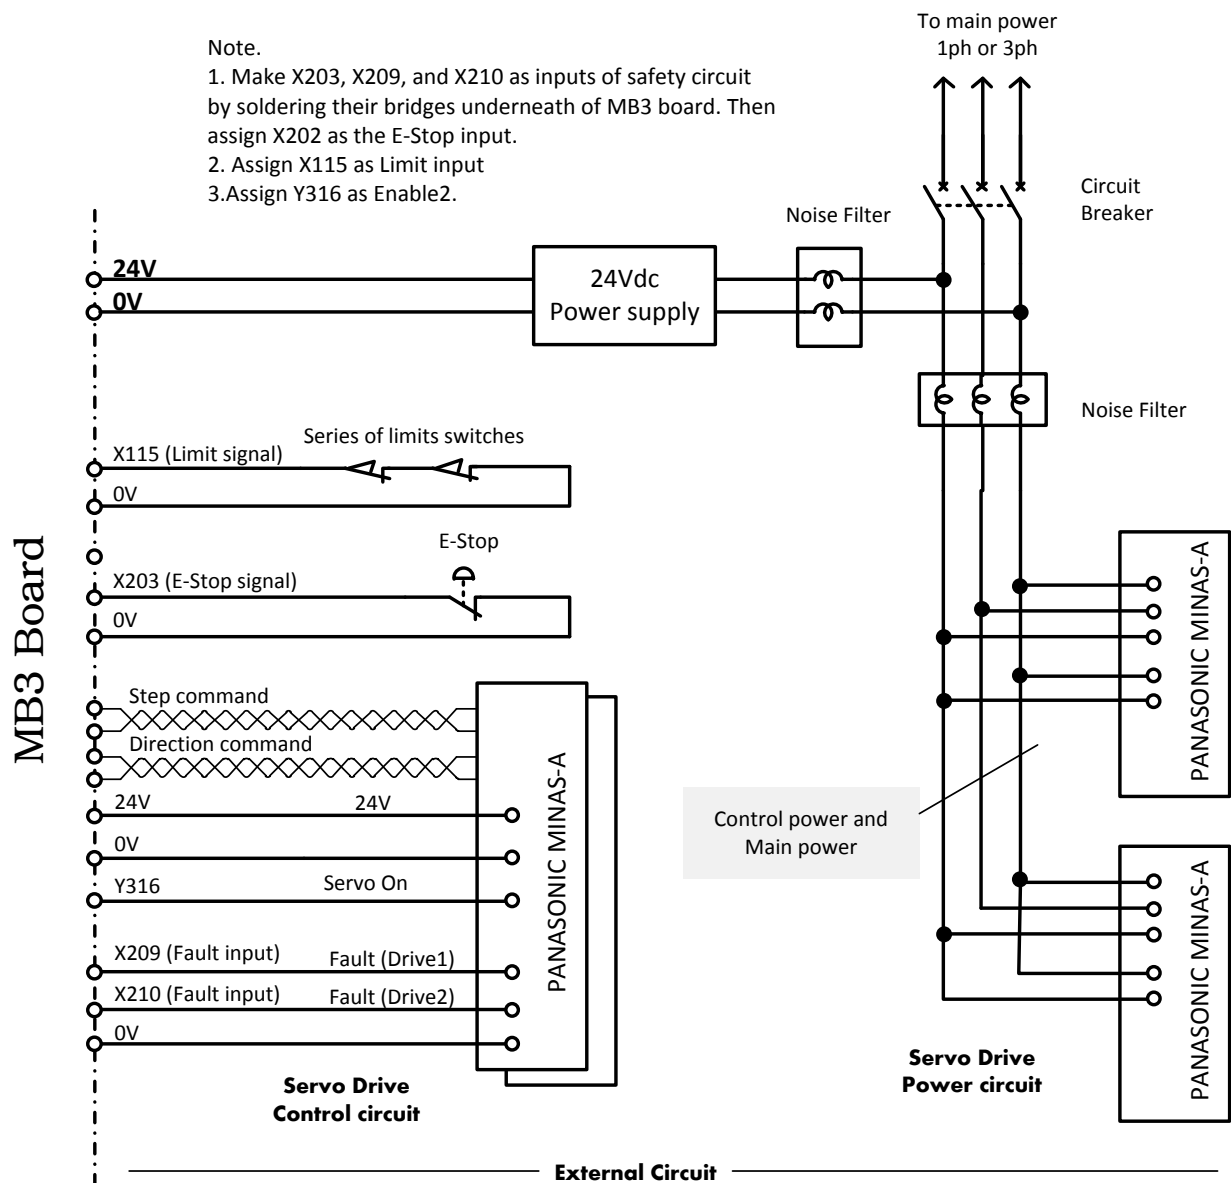 To main power
1ph or 3ph
Note.
1. Make X203, X209, and X210 as inputs of safety circuit
by soldering their bridges underneath of MB3 board. Then
assign X202 as the E-Stop input.
2. Assign X115 as Limit input
3.Assign Y316 as Enable2.
Circuit
Breaker
Noise Filter
24V
0V
24Vdc
Power supply
Noise Filter
Series of limits switches
X115 (Limit signal)
0V
E-Stop
X203 (E-Stop signal)
0V
MB3 Board
Step command
Direction command
24V 24V
0V
Y316 Servo On
X209 (Fault input) Fault (Drive1)
X210 (Fault input) Fault (Drive2)
0V
PANASONIC MINAS-A
Servo Drive
Control circuit
PANASONIC MINAS-A
Control power and
Main power
PANASONIC MINAS-A
Servo Drive
Power circuit
External Circuit